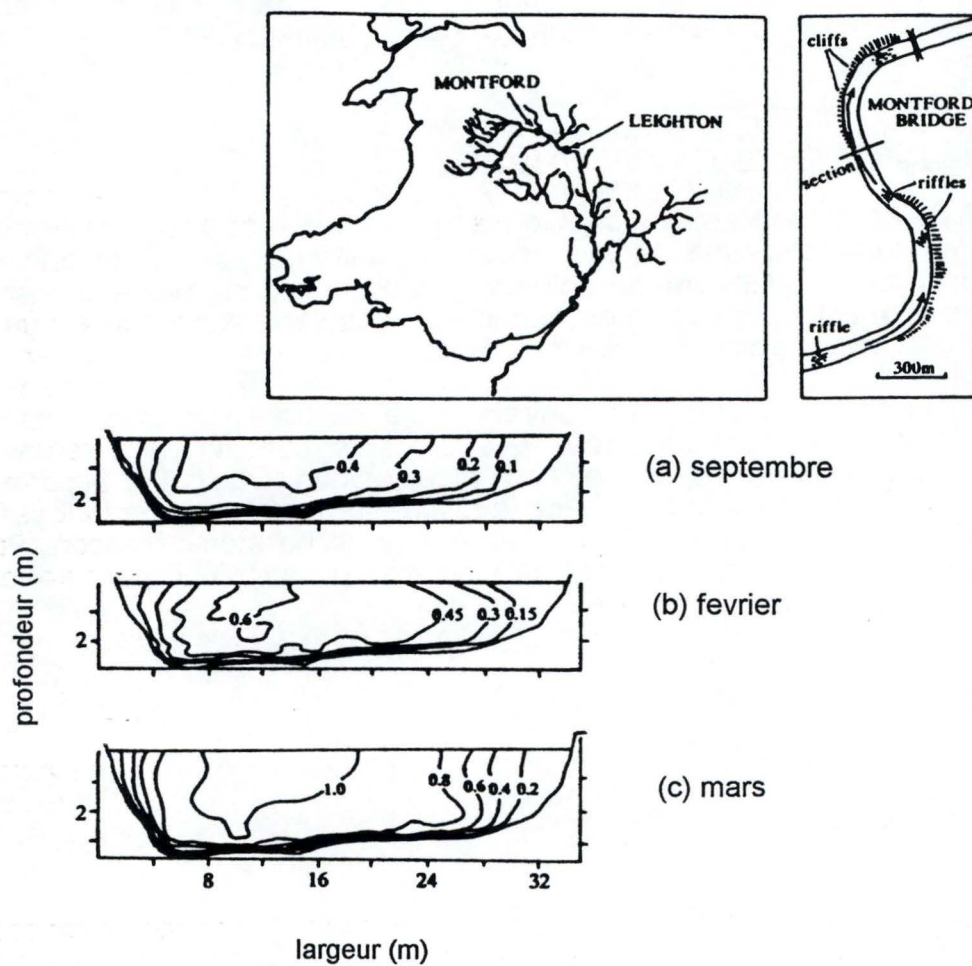 MONTFORD
LEIGHTON
cliffs
MONTFORD
BRIDGE
section
riffles
riffle
300m
profondeur (m)
2
0.4
0.3
0.2
0.1
(a) septembre
2
0.6
0.45
0.3
0.15
(b) fevrier
2
1.0
0.8
0.6
0.4
0.2
(c) mars
8
16
24
32
largeur (m)